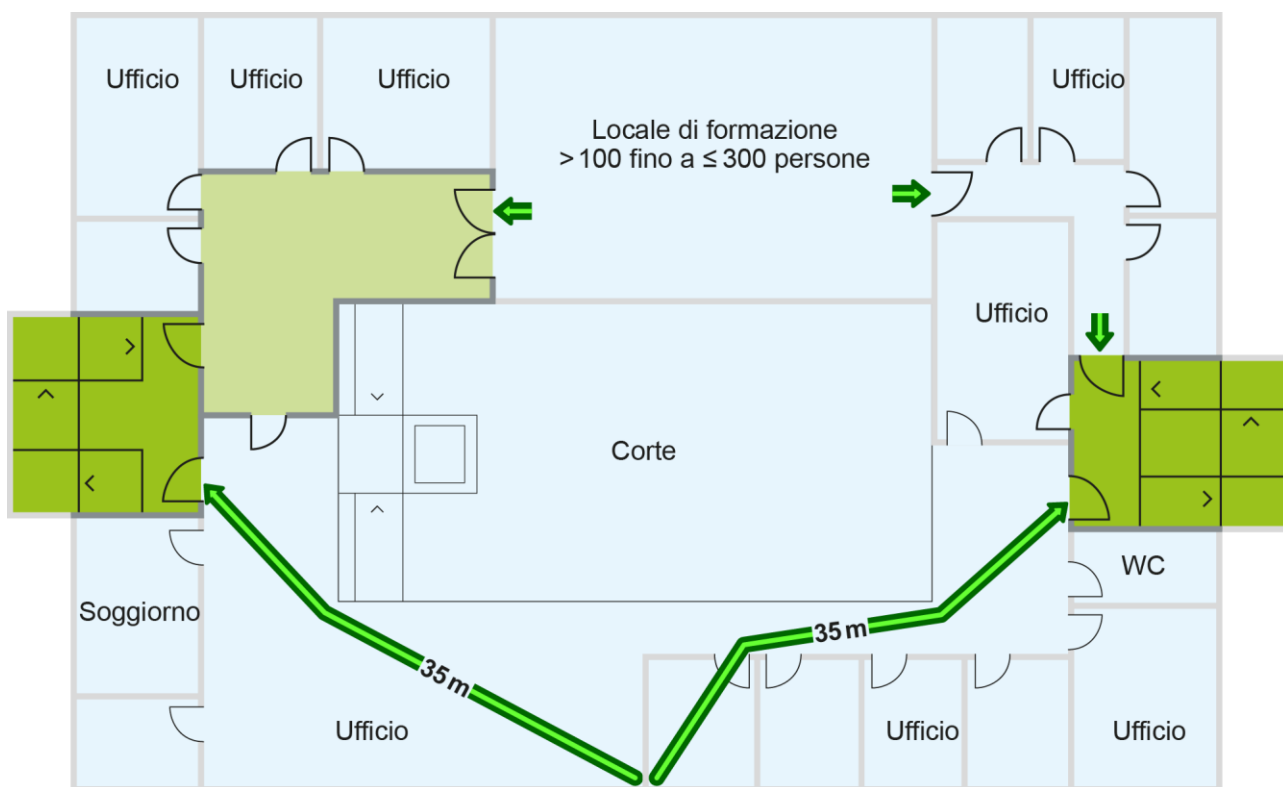 Ufficio
Ufficio
Ufficio
Locale di formazione
> 100 fino a ≤ 300 persone
Ufficio
Ufficio
Corte
WC
Soggiorno
35 m
35 m
Ufficio
Ufficio
Ufficio